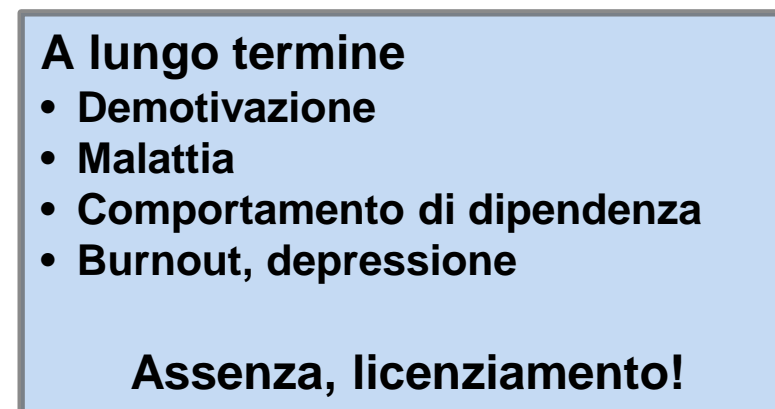 A lungo termine
• Demotivazione
• Malattia
• Comportamento di dipendenza
• Burnout, depressione
Assenza, licenziamento!